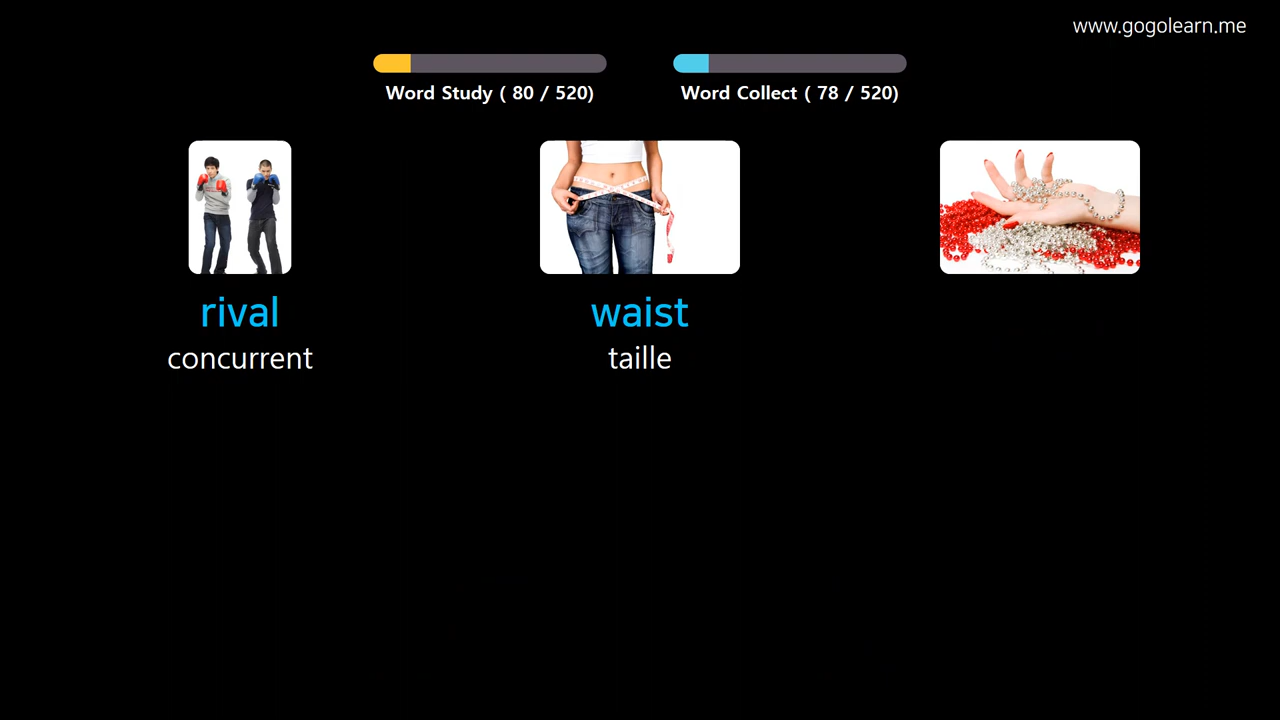 www.gogolearn.me
Word Study ( 80 / 520)
Word Collect ( 78 / 520)
rival
waist
concurrent
taille